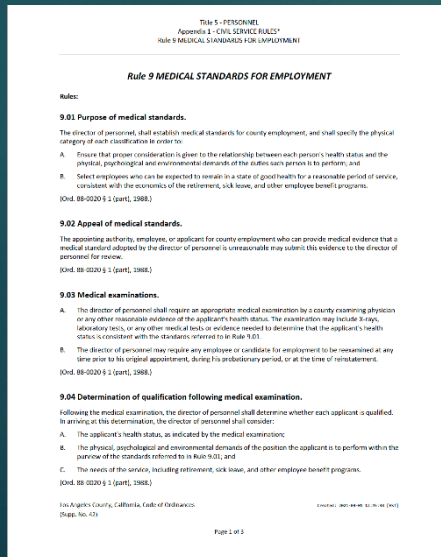 Title 5 - PERSONNEL
Appendix 1 - CIVIL SERVICE RULES*
Rule 9 MEDICAL STANDARDS FOR EMPLOYMENT
Rule 9 MEDICAL STANDARDS FOR EMPLOYMENT
Rules:
9.01 Purpose of medical standards.
The director of personnel, shall establish medical standards for county employment, and shall specify the physical
category of each classification in order to:
A. Ensure that proper consideration is given to the relationship between each person's health status and the
physical, psychological and environmental demands of the duties such person is to perform; and
B. Select employees who can be expected to remain in a state of good health for a reasonable period of service,
consistent with the economics of the retirement, sick leave, and other employee benefit programs.
(Ord. 88-0020 § 1 (part), 1988.)
9.02 Appeal of medical standards.
The appointing authority, employee, or applicant for county employment who can provide medical evidence that a
medical standard adopted by the director of personnel is unreasonable may submit this evidence to the director of
personnel for review.
(Ord. 88-0020 § 1 (part), 1988.)
9.03 Medical examinations.
A. The director of personnel shall require an appropriate medical examination by a county examining physician
or any other reasonable evidence of the applicant's health status. The examination may include X-rays,
laboratory tests, or any other medical tests or evidence needed to determine that the applicant's health
status is consistent with the standards referred to in Rule 9.01.
B. The director of personnel may require any employee or candidate for employment to be reexamined at any
time prior to his original appointment, during his probationary period, or at the time of reinstatement.
(Ord. 88-0020 § 1 (part), 1988.)
9.04 Determination of qualification following medical examination.
Following the medical examination, the director of personnel shall determine whether each applicant is qualified.
In arriving at this determination, the director of personnel shall consider:
A. The applicant's health status, as indicated by the medical examination;
B. The physical, psychological and environmental demands of the position the applicant is to perform within the
purview of the standards referred to in Rule 9.01; and
C. The needs of the service, including retirement, sick leave, and other employee benefit programs.
(Ord. 88-0020 § 1 (part), 1988.)
Los Angeles County, California, Code of Ordinances
(Supp. No. 42)
Page 1 of 3